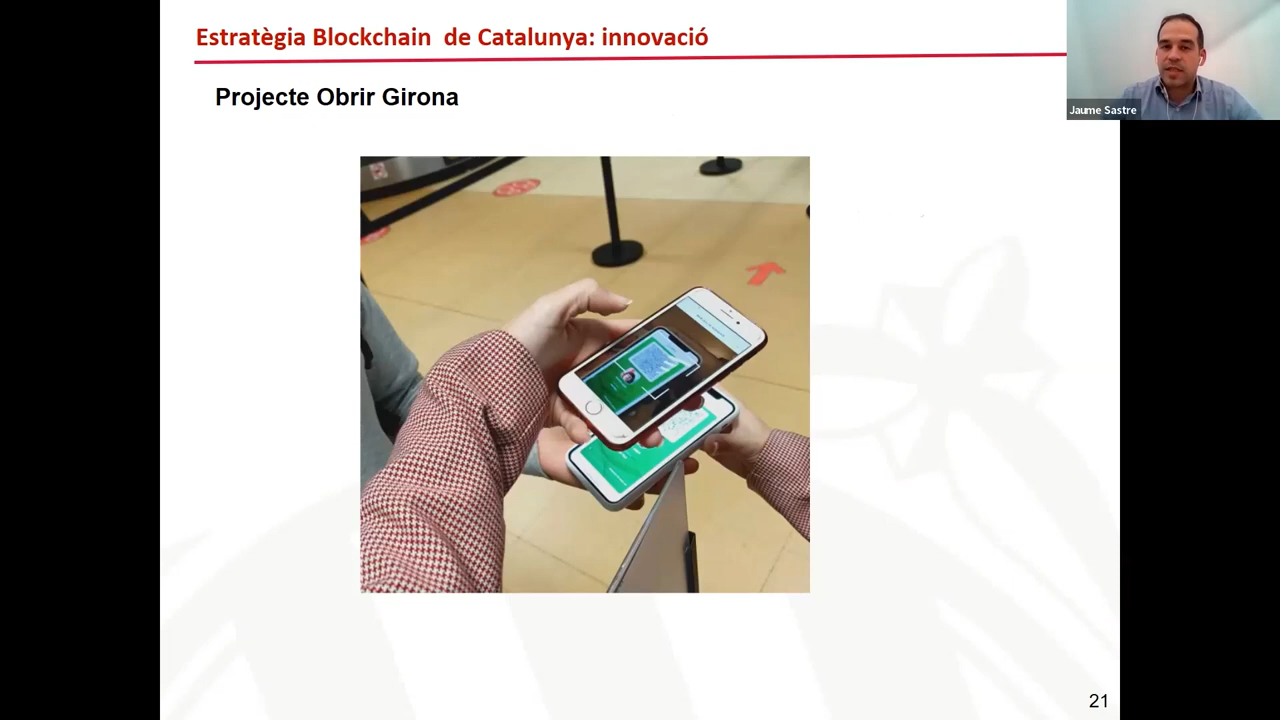 Estratègia Blockchain de Catalunya: innovació
Jaume Sastre
Projecte Obrir Girona
21